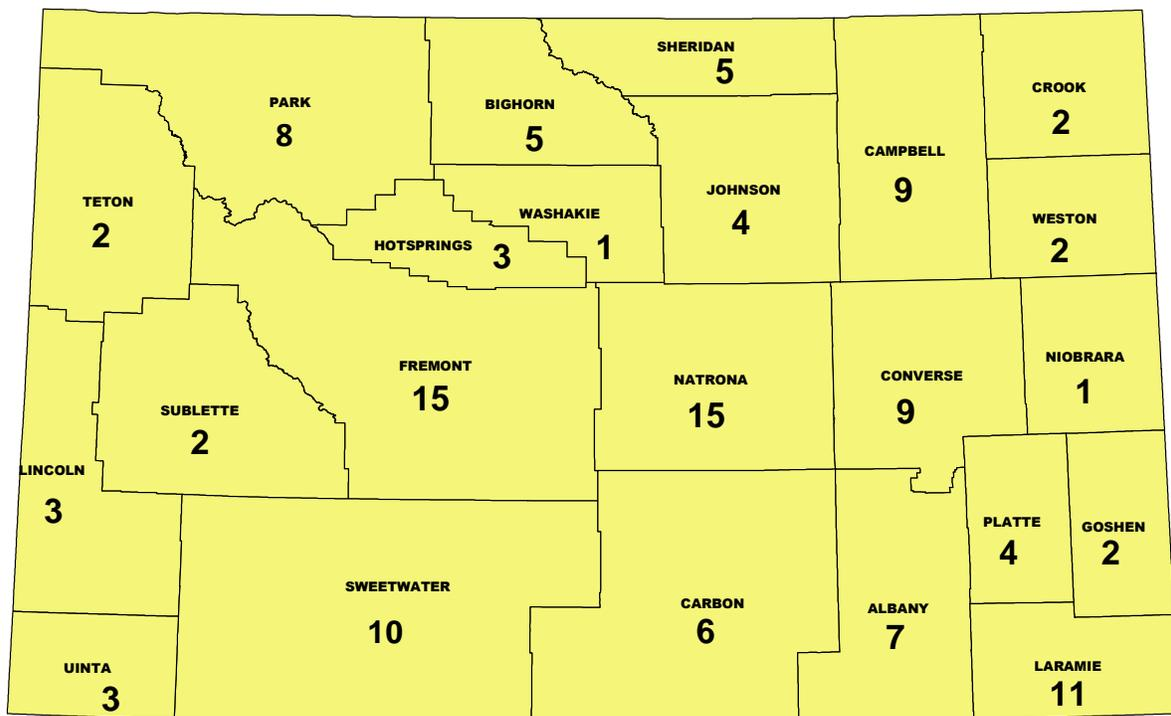 SHERIDAN
5
PARK
8
BIGHORN
5
CROOK
2
CAMPBELL
9
TETON
2
JOHNSON
4
WASHAKIE
1
HOTSPRINGS
3
WESTON
2
FREMONT
15
NATRONA
15
CONVERSE
9
NIOBRARA
1
SUBLETTE
2
LINCOLN
3
PLATTE
4
GOSHEN
2
SWEETWATER
10
CARBON
6
ALBANY
7
UINTA
3
LARAMIE
11